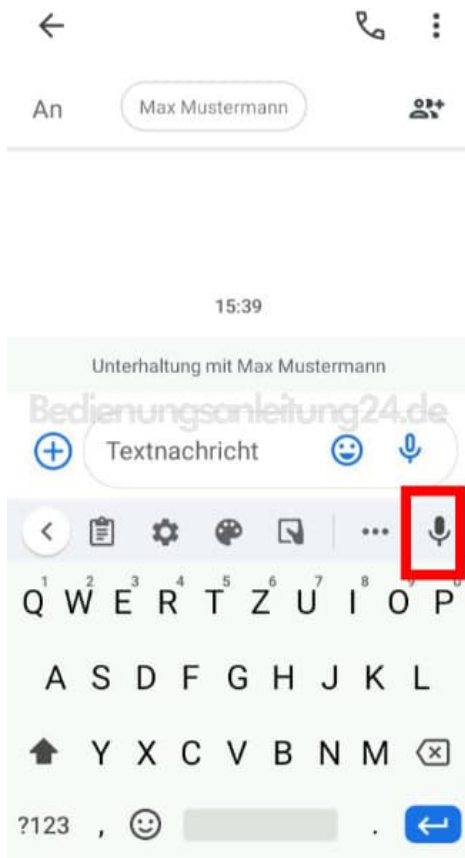 An Max Mustermann
15:39
Unterhaltung mit Max Mustermann
Bedienungsanleitung24.de
Textnachricht
1 2 3 4 5 6 7 8 9 0
Q W E R T Z U I O P
A S D F G H J K L
Y X C V B N M
?123 , .